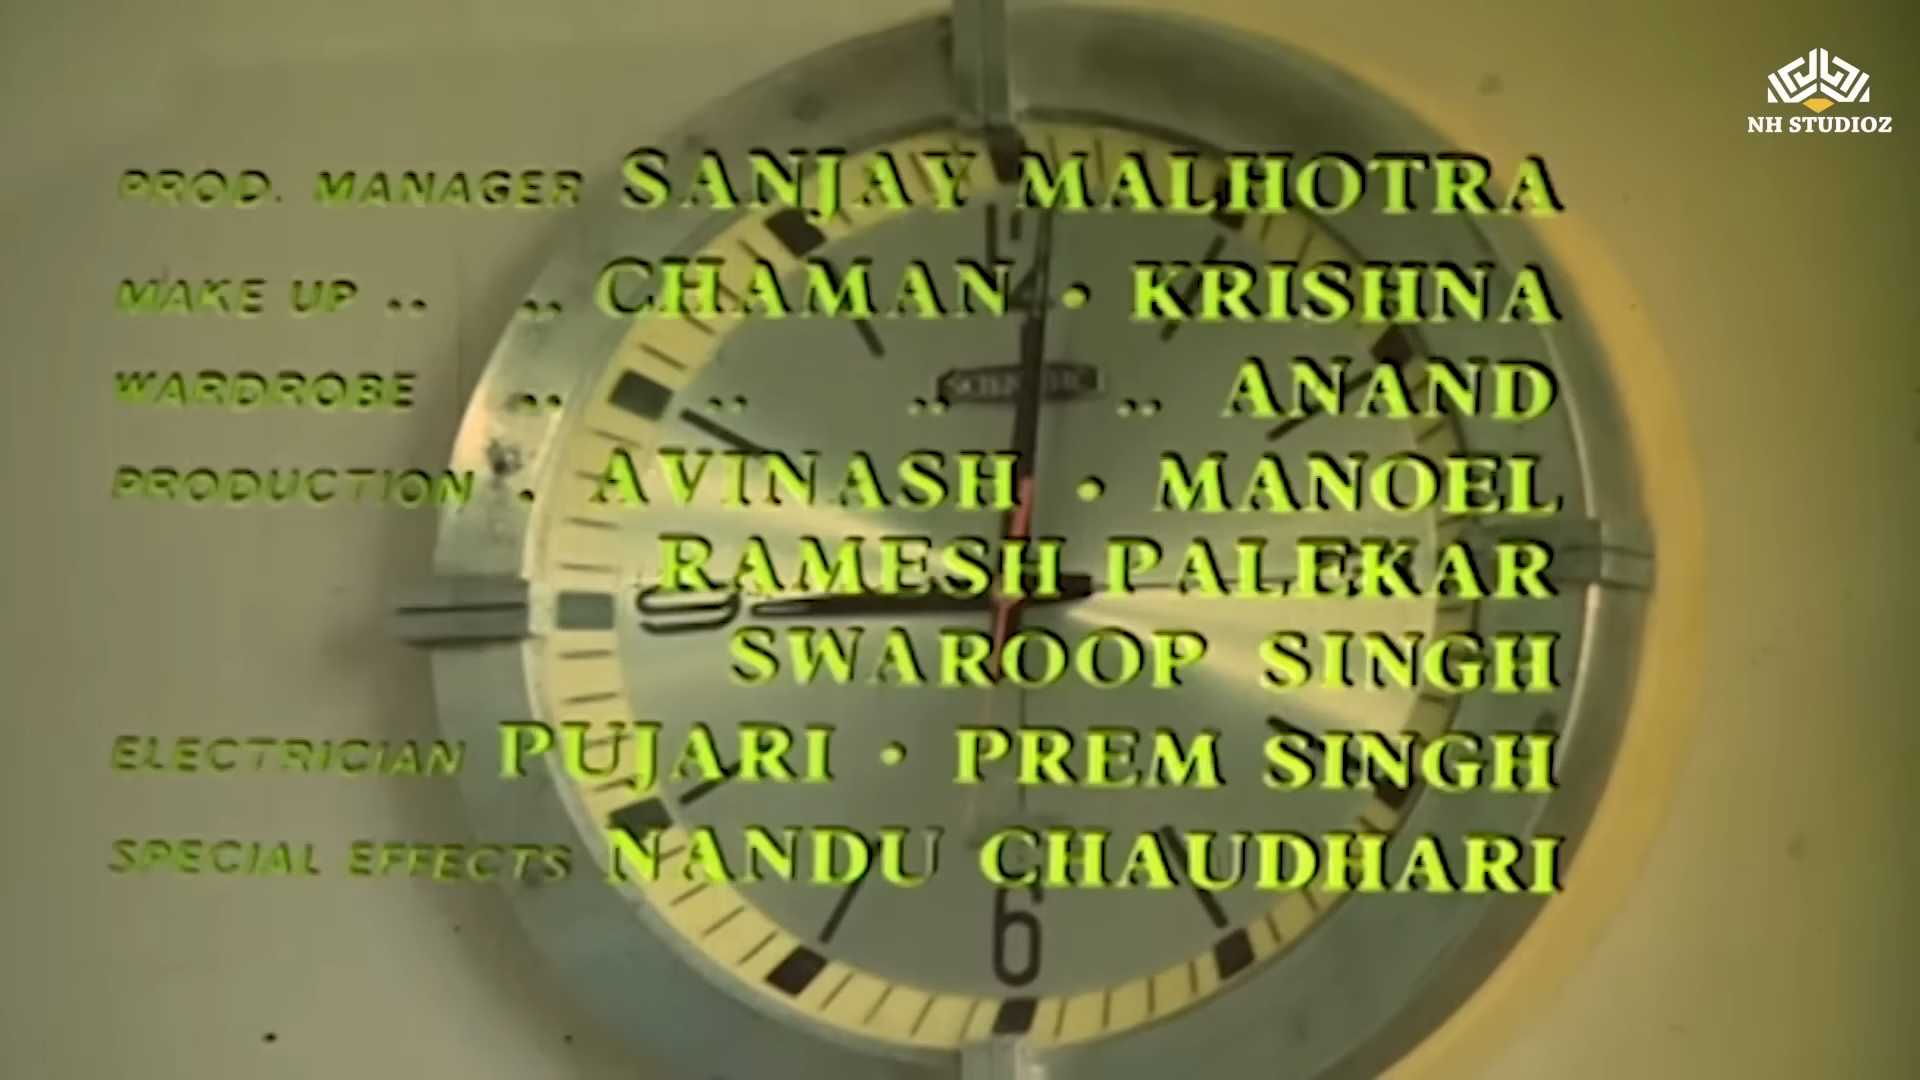 NH STUDIOZ
PROD. MANAGER SANJAY MALHOTRA
MAKE UP .. .. CHAMAN • KRISHNA
WARDROBE .. .. .. .. ANAND
PRODUCTION . AVINASH • MANOEL
RAMESH PALEKAR
SWAROOP SINGH
ELECTRICIAN PUJARI • PREM SINGH
SPECIAL EFFECTS NANDU CHAUDHARI
9
6